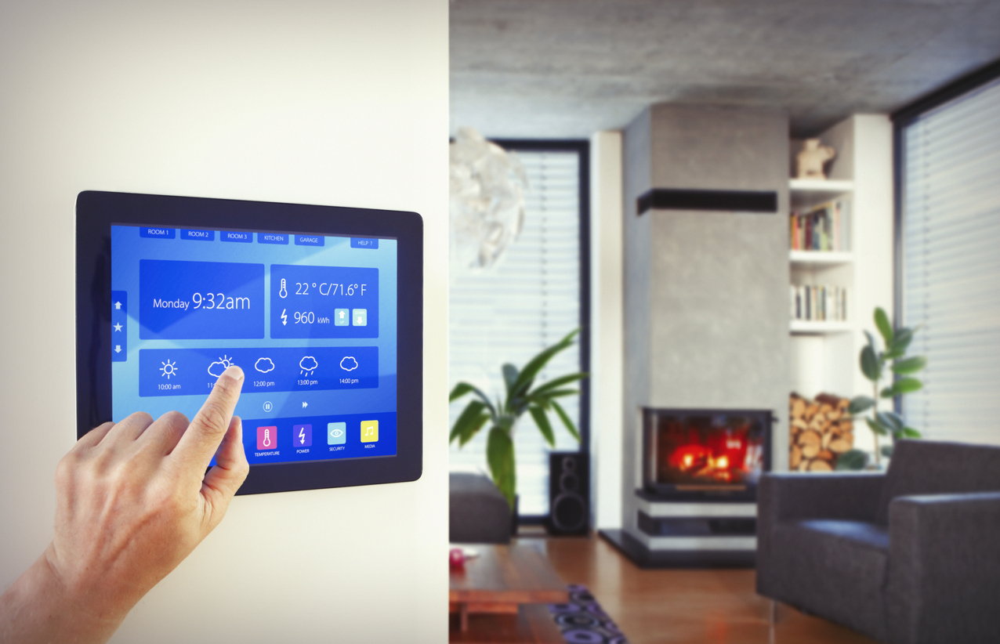 ROOM 1 ROOM 2 ROOM 3 KITCHEN GARAGE HELP ?
Monday 9:32am
22 ° C/71.6° F
960 kWh
10:00 am 12:00 pm 13:00 pm 14:00 pm
TEMPERATURE POWER SECURITY MEDIA